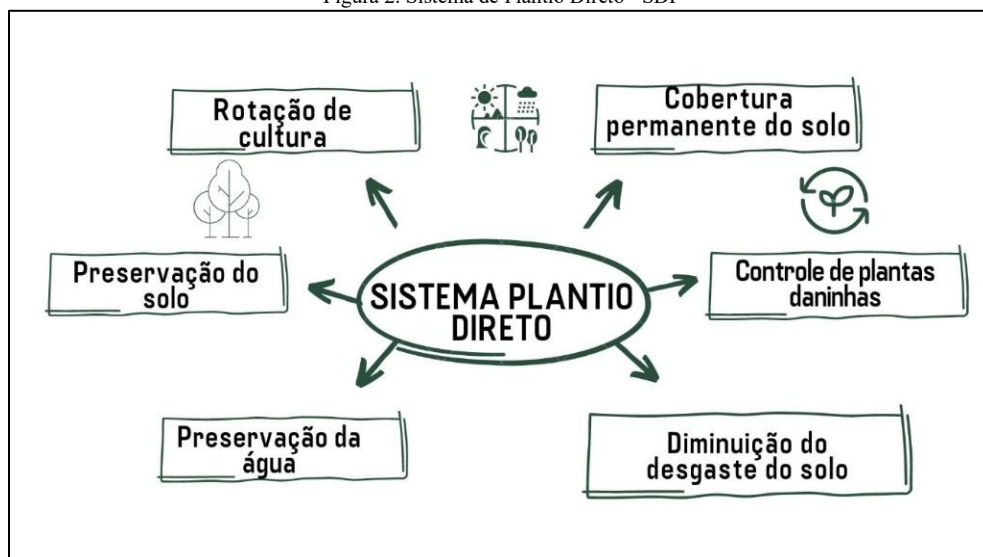 Figura 2: Sistema de Plantio Direto - SDP
Rotação de
cultura
Cobertura
permanente do solo
Preservação do
solo
Controle de plantas
daninhas
SISTEMA PLANTIO
DIRETO
Preservação da
água
Diminuição do
desgaste do solo